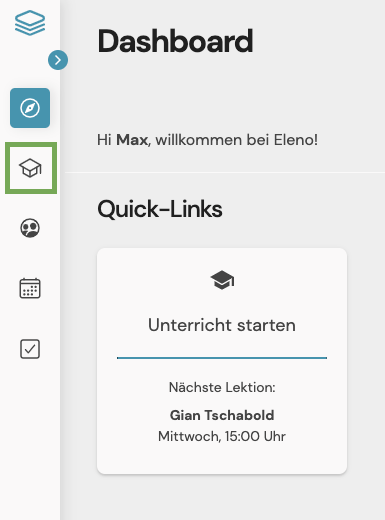 Dashboard
Hi Max, willkommen bei Eleno!
Quick-Links
Unterricht starten
Nächste Lektion:
Gian Tschabold
Mittwoch, 15:00 Uhr